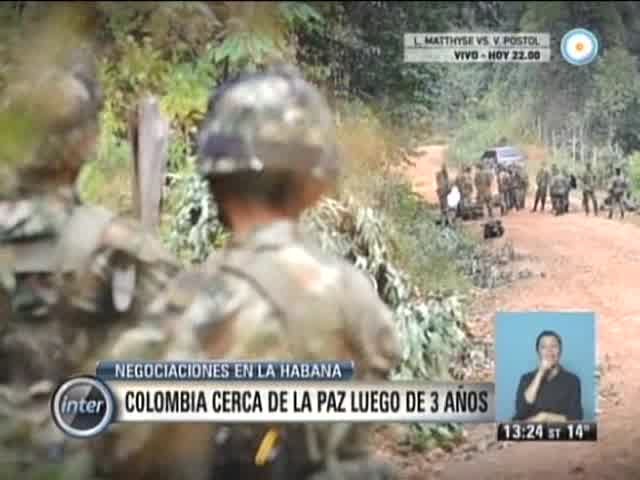 L. MATTHYSE VS. V. POSTOL
VIVO - HOY 22.00
NEGOCIACIONES EN LA HABANA
inter
COLOMBIA CERCA DE LA PAZ LUEGO DE 3 AÑOS
13:24 ST 14°